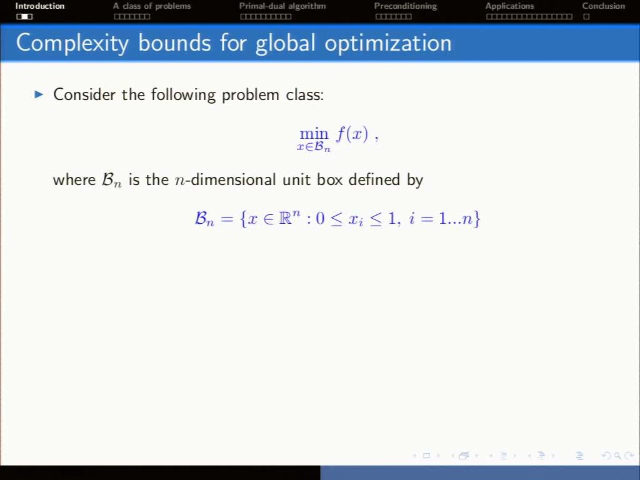 Introduction A class of problems Primal-dual algorithm Preconditioning Applications Conclusion
Complexity bounds for global optimization
Consider the following problem class:
min f(x) ,
x∈Bₙ
where Bₙ is the n-dimensional unit box defined by
Bₙ = {x ∈ ℝⁿ : 0 ≤ xᵢ ≤ 1, i = 1...n}